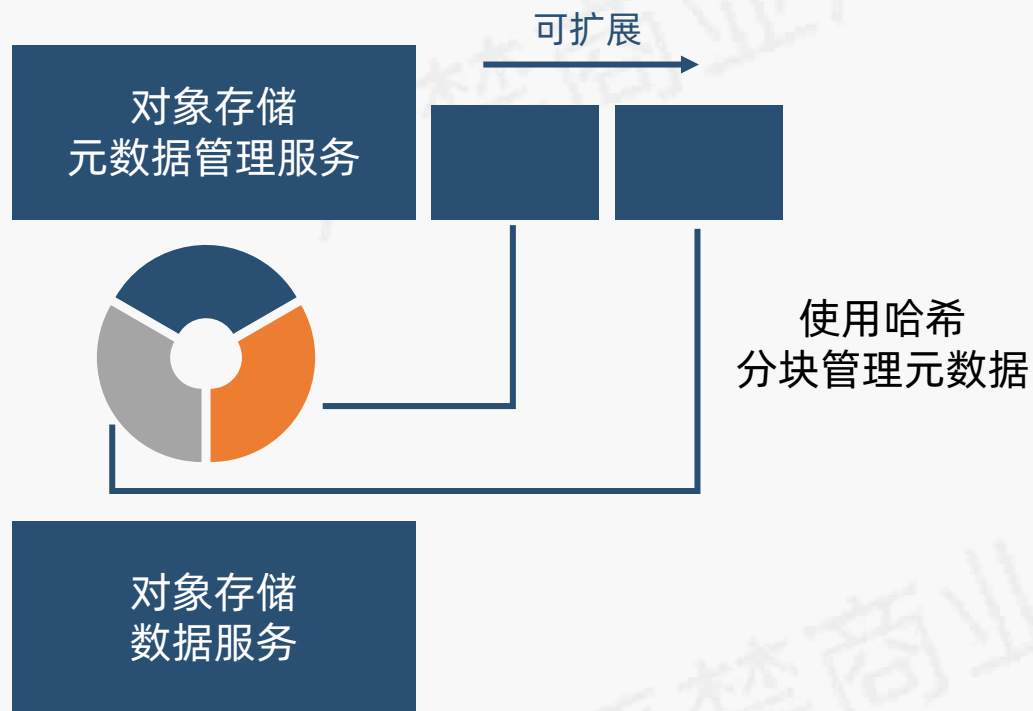 可扩展
对象存储
元数据管理服务
使用哈希
分块管理元数据
对象存储
数据服务